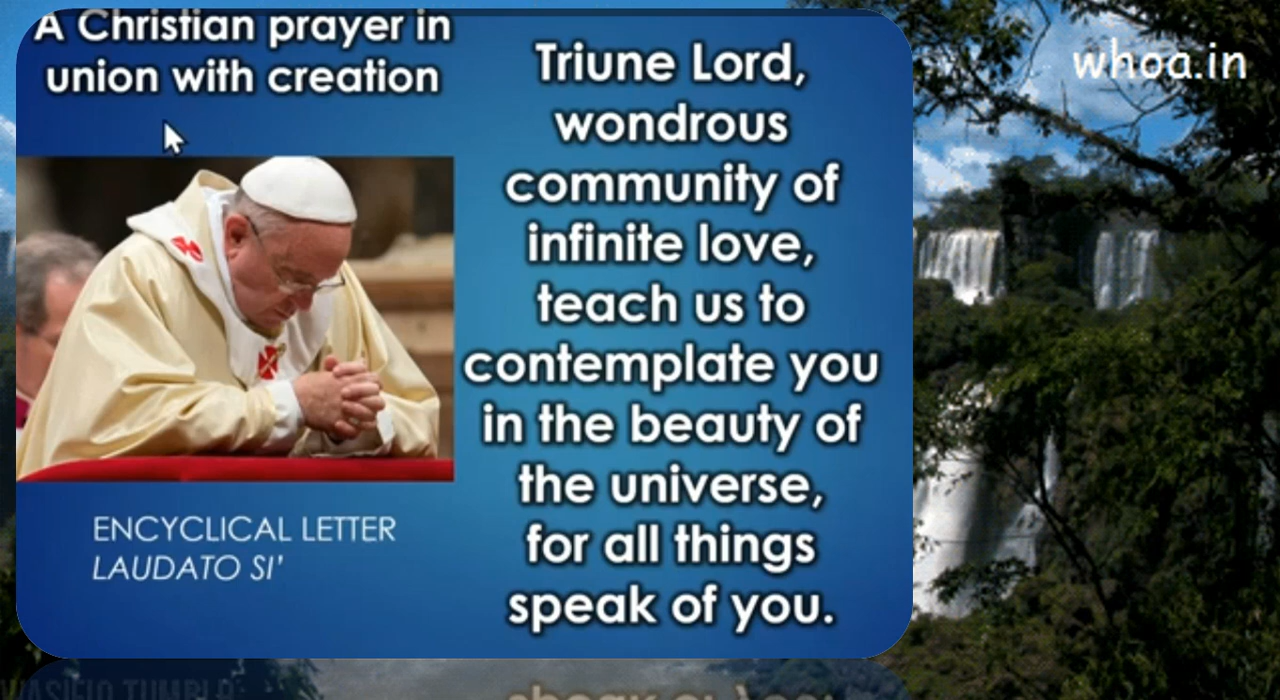 A Christian prayer in
union with creation
ENCYCLICAL LETTER
LAUDATO SI'
Triune Lord,
wondrous
community of
infinite love,
teach us to
contemplate you
in the beauty of
the universe,
for all things
speak of you.
whoa.in